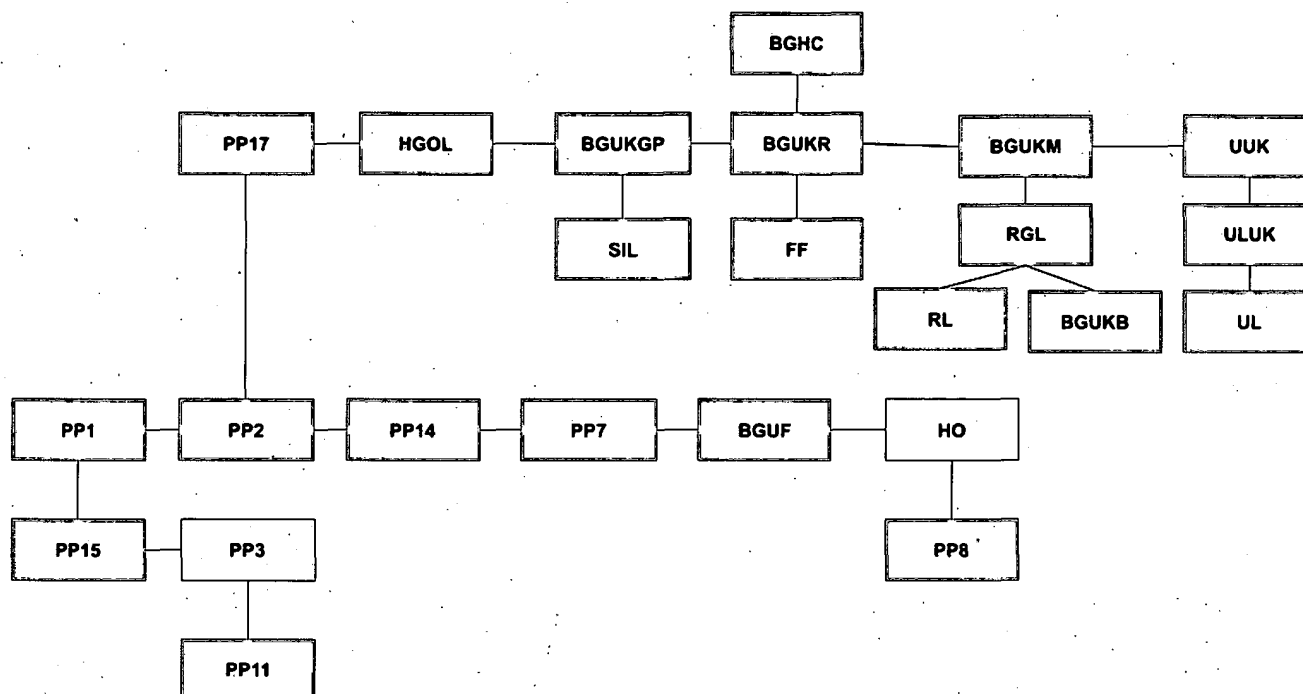 BGHC
PP17 HGOL BGUKGP BGUKR BGUKM UUK
SIL FF RGL ULUK
RL BGUKB UL
PP1 PP2 PP14 PP7 BGUF HO
PP15 PP3 PP8
PP11